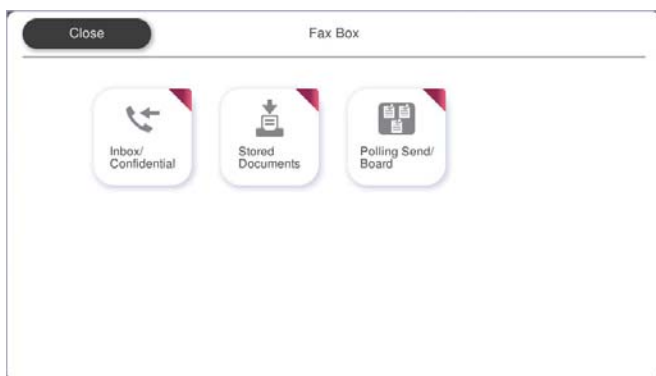 Close
Fax Box
Inbox/
Confidential
Stored
Documents
Polling Send/
Board